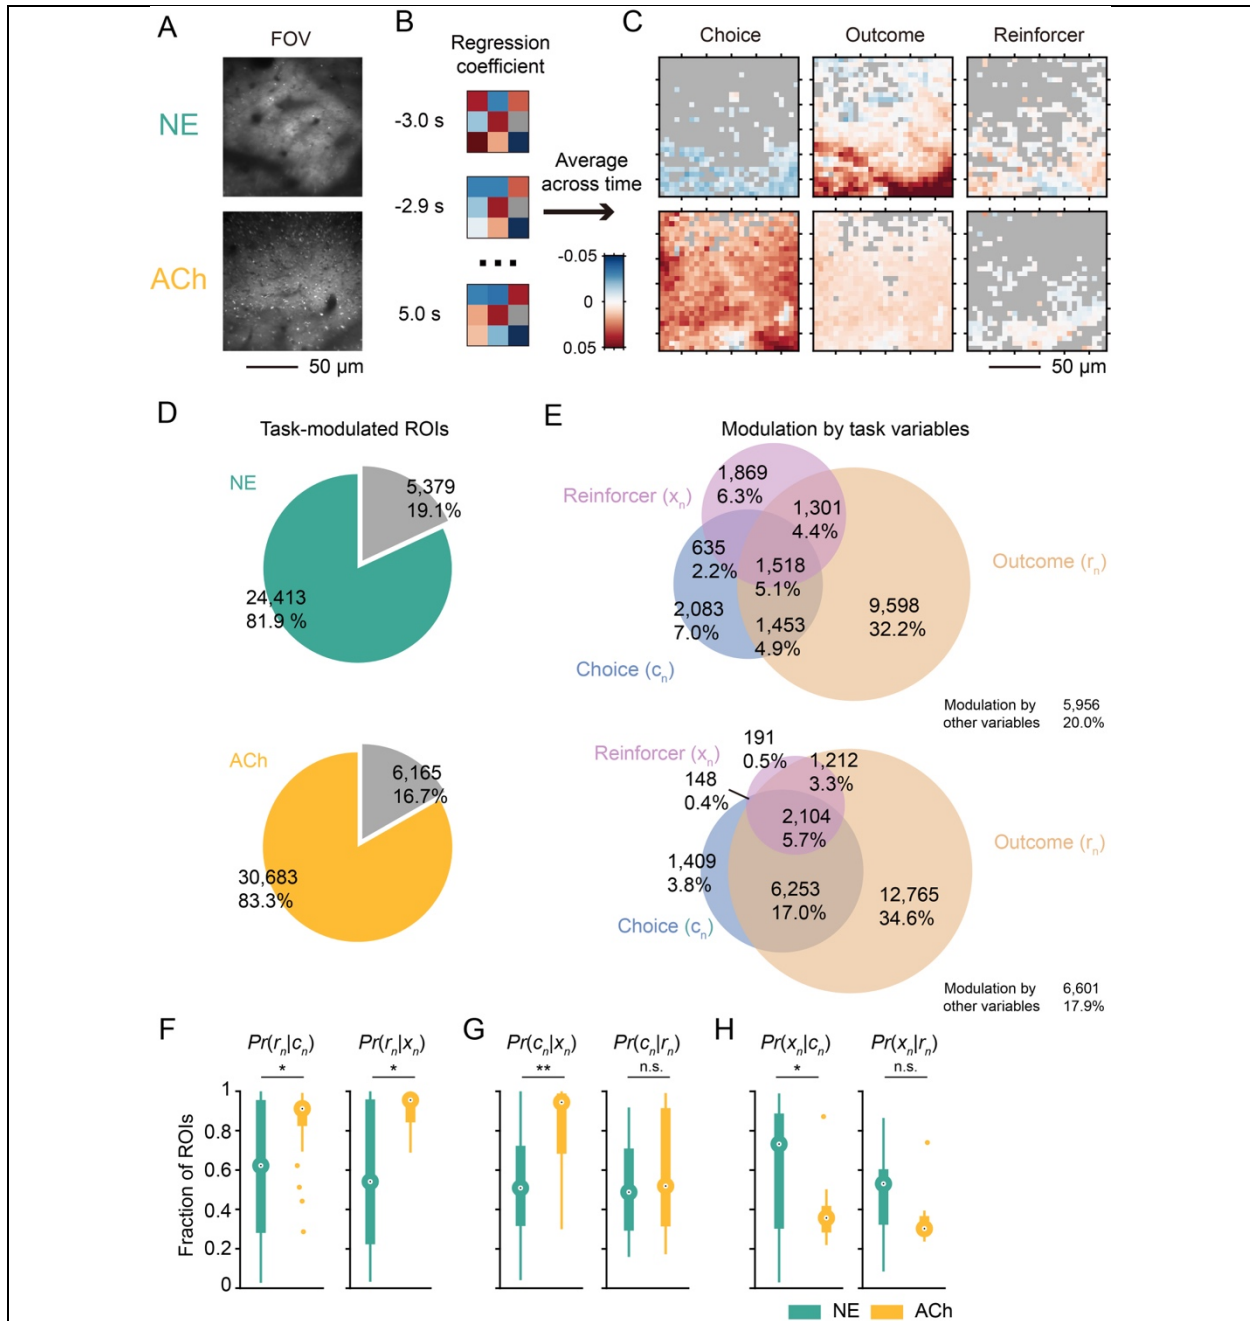 A
FOV
NE
ACh
50 µm
B
Regression
coefficient
-3.0 s
-2.9 s
5.0 s
Average
across time
-0.05
0
0.05
C
Choice
Outcome
Reinforcer
50 µm
D
Task-modulated ROIs
NE
5,379
19.1%
24,413
81.9 %
ACh
6,165
16.7%
30,683
83.3%
E
Modulation by task variables
Reinforcer (xn)
1,869
6.3%
1,301
4.4%
635
2.2%
1,518
5.1%
Outcome (rn)
2,083
7.0%
1,453
4.9%
9,598
32.2%
Choice (cn)
Modulation by 5,956
other variables 20.0%
Reinforcer (xn)
191
0.5%
1,212
3.3%
148
0.4%
2,104
5.7%
Outcome (rn)
1,409
3.8%
6,253
17.0%
12,765
34.6%
Choice (cn)
Modulation by 6,601
other variables 17.9%
F
Pr(rn|cn)
*
Pr(rn|xn)
*
G
Pr(cn|xn)
**
Pr(cn|rn)
n.s.
H
Pr(xn|cn)
*
Pr(xn|rn)
n.s.
Fraction of ROIs
1
0.8
0.6
0.4
0.2
0
NE
ACh